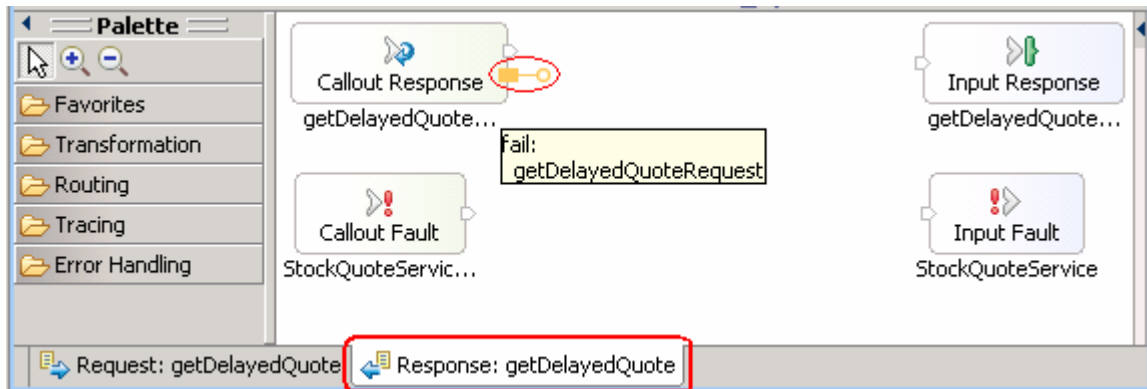 Palette
Favorites
Transformation
Routing
Tracing
Error Handling
Callout Response
getDelayedQuote...
fail:
getDelayedQuoteRequest
Callout Fault
StockQuoteServic...
Input Response
getDelayedQuote...
Input Fault
StockQuoteService
Request: getDelayedQuote
Response: getDelayedQuote